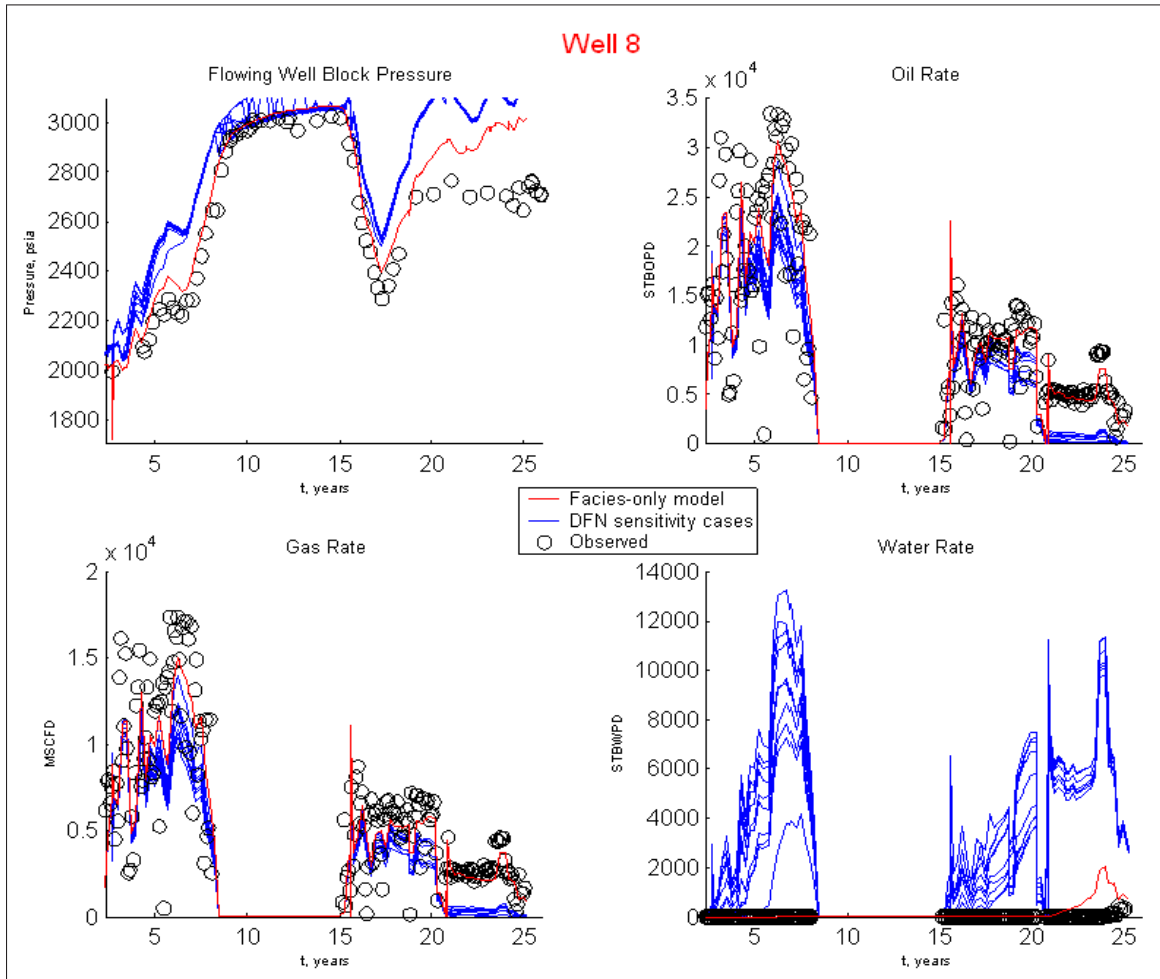 Well 8
Flowing Well Block Pressure
3000
2800
2600
2400
2200
2000
1800
Pressure, psia
5
10
15
20
25
t, years
Oil Rate
x 10^4
3.5
3
2.5
2
1.5
1
0.5
0
STBOPD
5
10
15
20
25
t, years
Facies-only model
DFN sensitivity cases
Observed
Gas Rate
x 10^4
2
1.5
1
0.5
0
MSCFD
5
10
15
20
25
t, years
Water Rate
14000
12000
10000
8000
6000
4000
2000
0
STBWPD
5
10
15
20
25
t, years